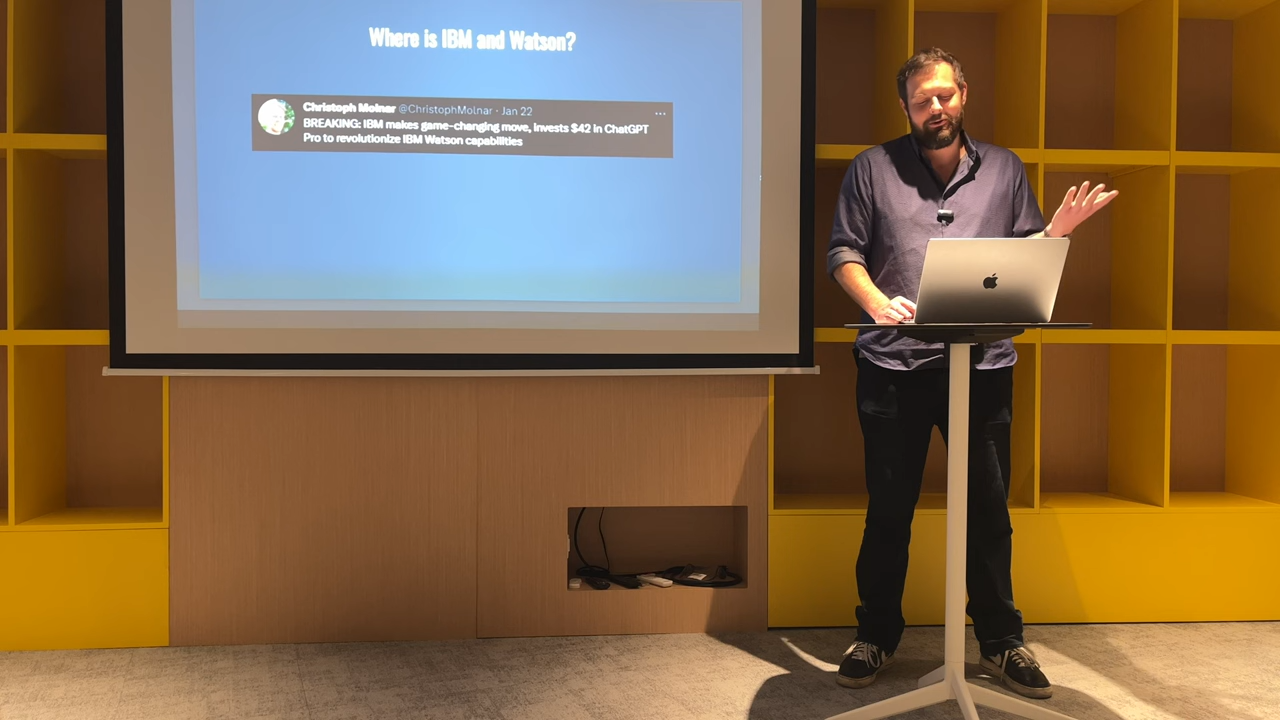 Where is IBM and Watson?
Christoph Molnar @ChristophMolnar · Jan 22
BREAKING: IBM makes game-changing move, invests $42 in ChatGPT
Pro to revolutionize IBM Watson capabilities